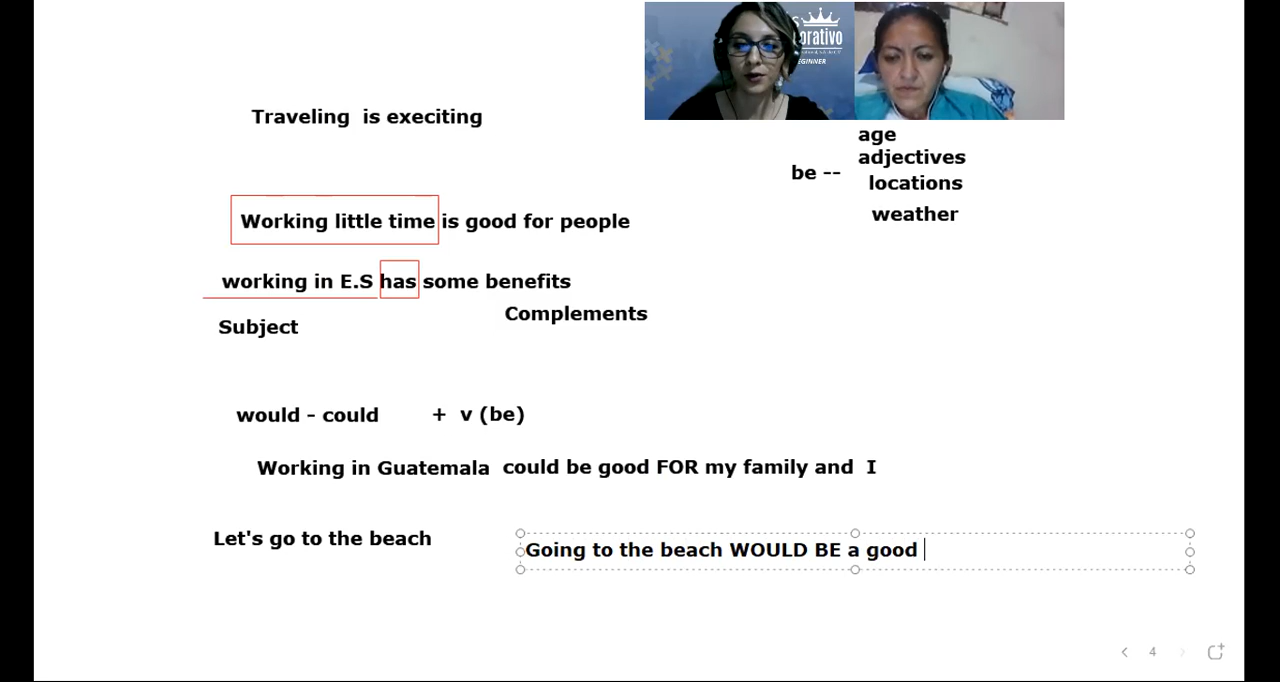 orativo
EGINNER
Traveling is execiting
age
adjectives
be --
locations
weather
Working little time is good for people
working in E.S has some benefits
Complements
Subject
would - could + v (be)
Working in Guatemala could be good FOR my family and I
Let's go to the beach
Going to the beach WOULD BE a good
4